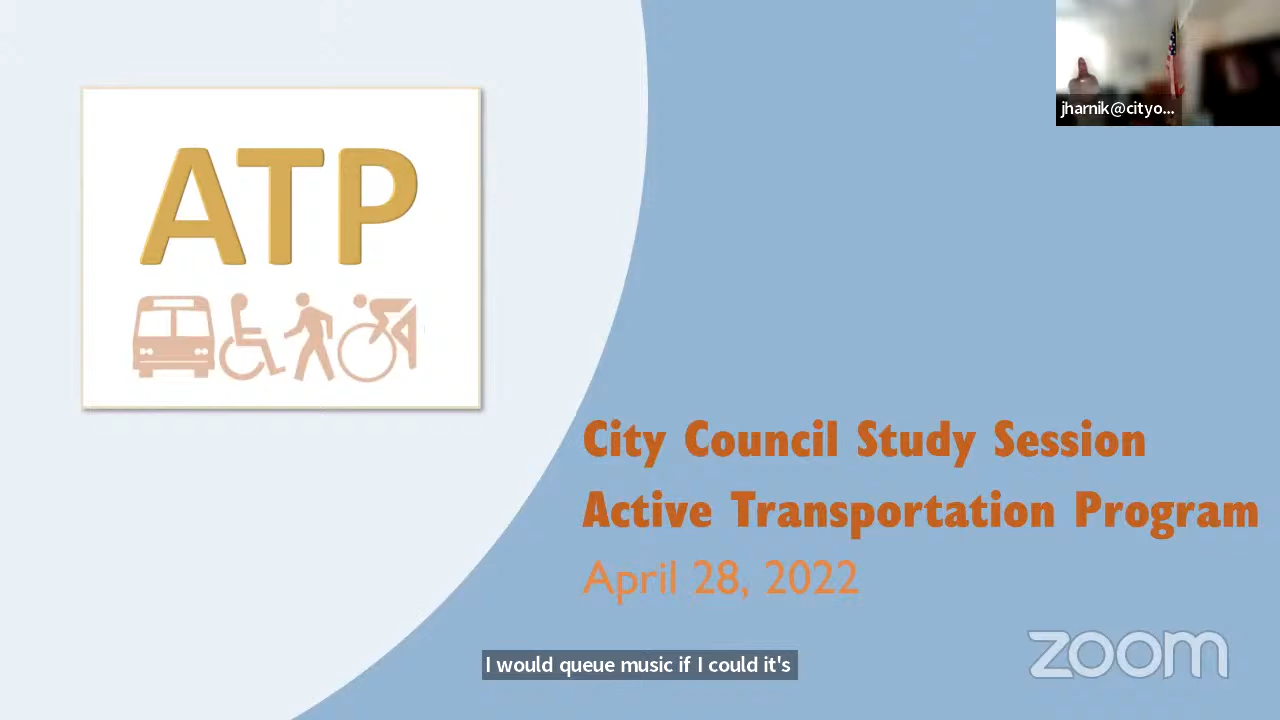 jharnik@cityo...
ATP
City Council Study Session
Active Transportation Program
April 28, 2022
I would queue music if I could it's
zoom